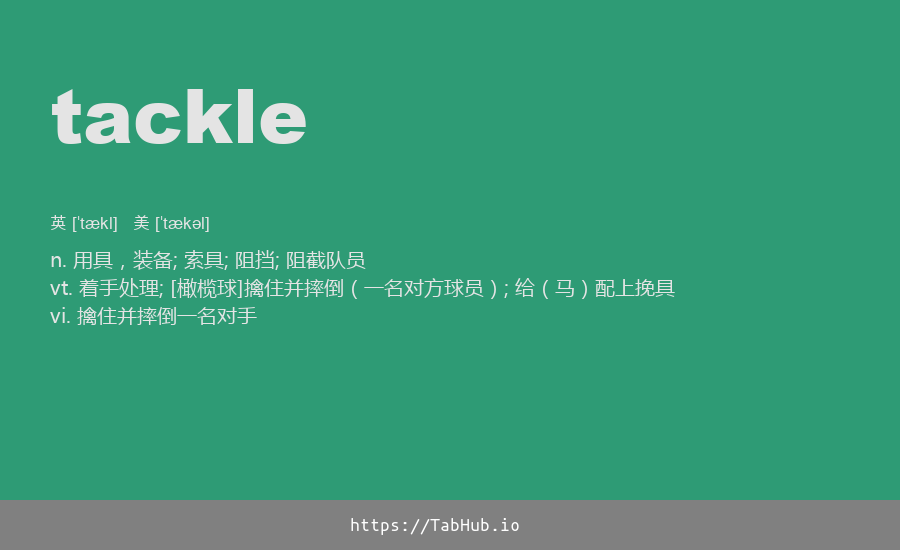 tackle
英 [ˈtækl] 美 [ˈtækəl]
n. 用具，装备; 索具; 阻挡; 阻截队员
vt. 着手处理; [橄榄球]擒住并摔倒（一名对方球员）; 给（马）配上挽具
vi. 擒住并摔倒一名对手
https://TabHub.io